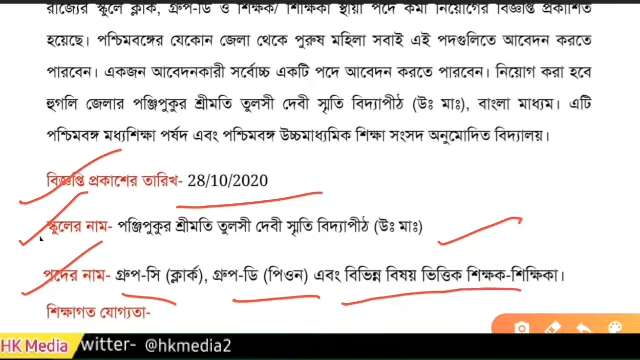 রাজ্যের স্কুলে ক্লার্ক, গ্রুপ-ডি ও শিক্ষক/ শিক্ষিকা স্থায়ী পদে কর্মী নিয়োগের বিজ্ঞপ্তি প্রকাশিত
হয়েছে। পশ্চিমবঙ্গের যেকোন জেলা থেকে পুরুষ মহিলা সবাই এই পদগুলিতে আবেদন করতে
পারবেন। একজন আবেদনকারী সর্বোচ্চ একটি পদে আবেদন করতে পারবেন। নিয়োগ করা হবে
হুগলি জেলার পঞ্জিপুকুর শ্রীমতি তুলসী দেবী স্মৃতি বিদ্যাপীঠ (উঃ মাঃ), বাংলা মাধ্যম। এটি
পশ্চিমবঙ্গ মধ্যশিক্ষা পর্ষদ এবং পশ্চিমবঙ্গ উচ্চমাধ্যমিক শিক্ষা সংসদ অনুমোদিত বিদ্যালয়।
বিজ্ঞপ্তি প্রকাশের তারিখ- 28/10/2020
স্কুলের নাম- পঞ্জিপুকুর শ্রীমতি তুলসী দেবী স্মৃতি বিদ্যাপীঠ (উঃ মাঃ)
পদের নাম- গ্রুপ-সি (ক্লার্ক), গ্রুপ-ডি (পিওন) এবং বিভিন্ন বিষয় ভিত্তিক শিক্ষক-শিক্ষিকা।
শিক্ষাগত যোগ্যতা-
HK Media witter- @hkmedia2